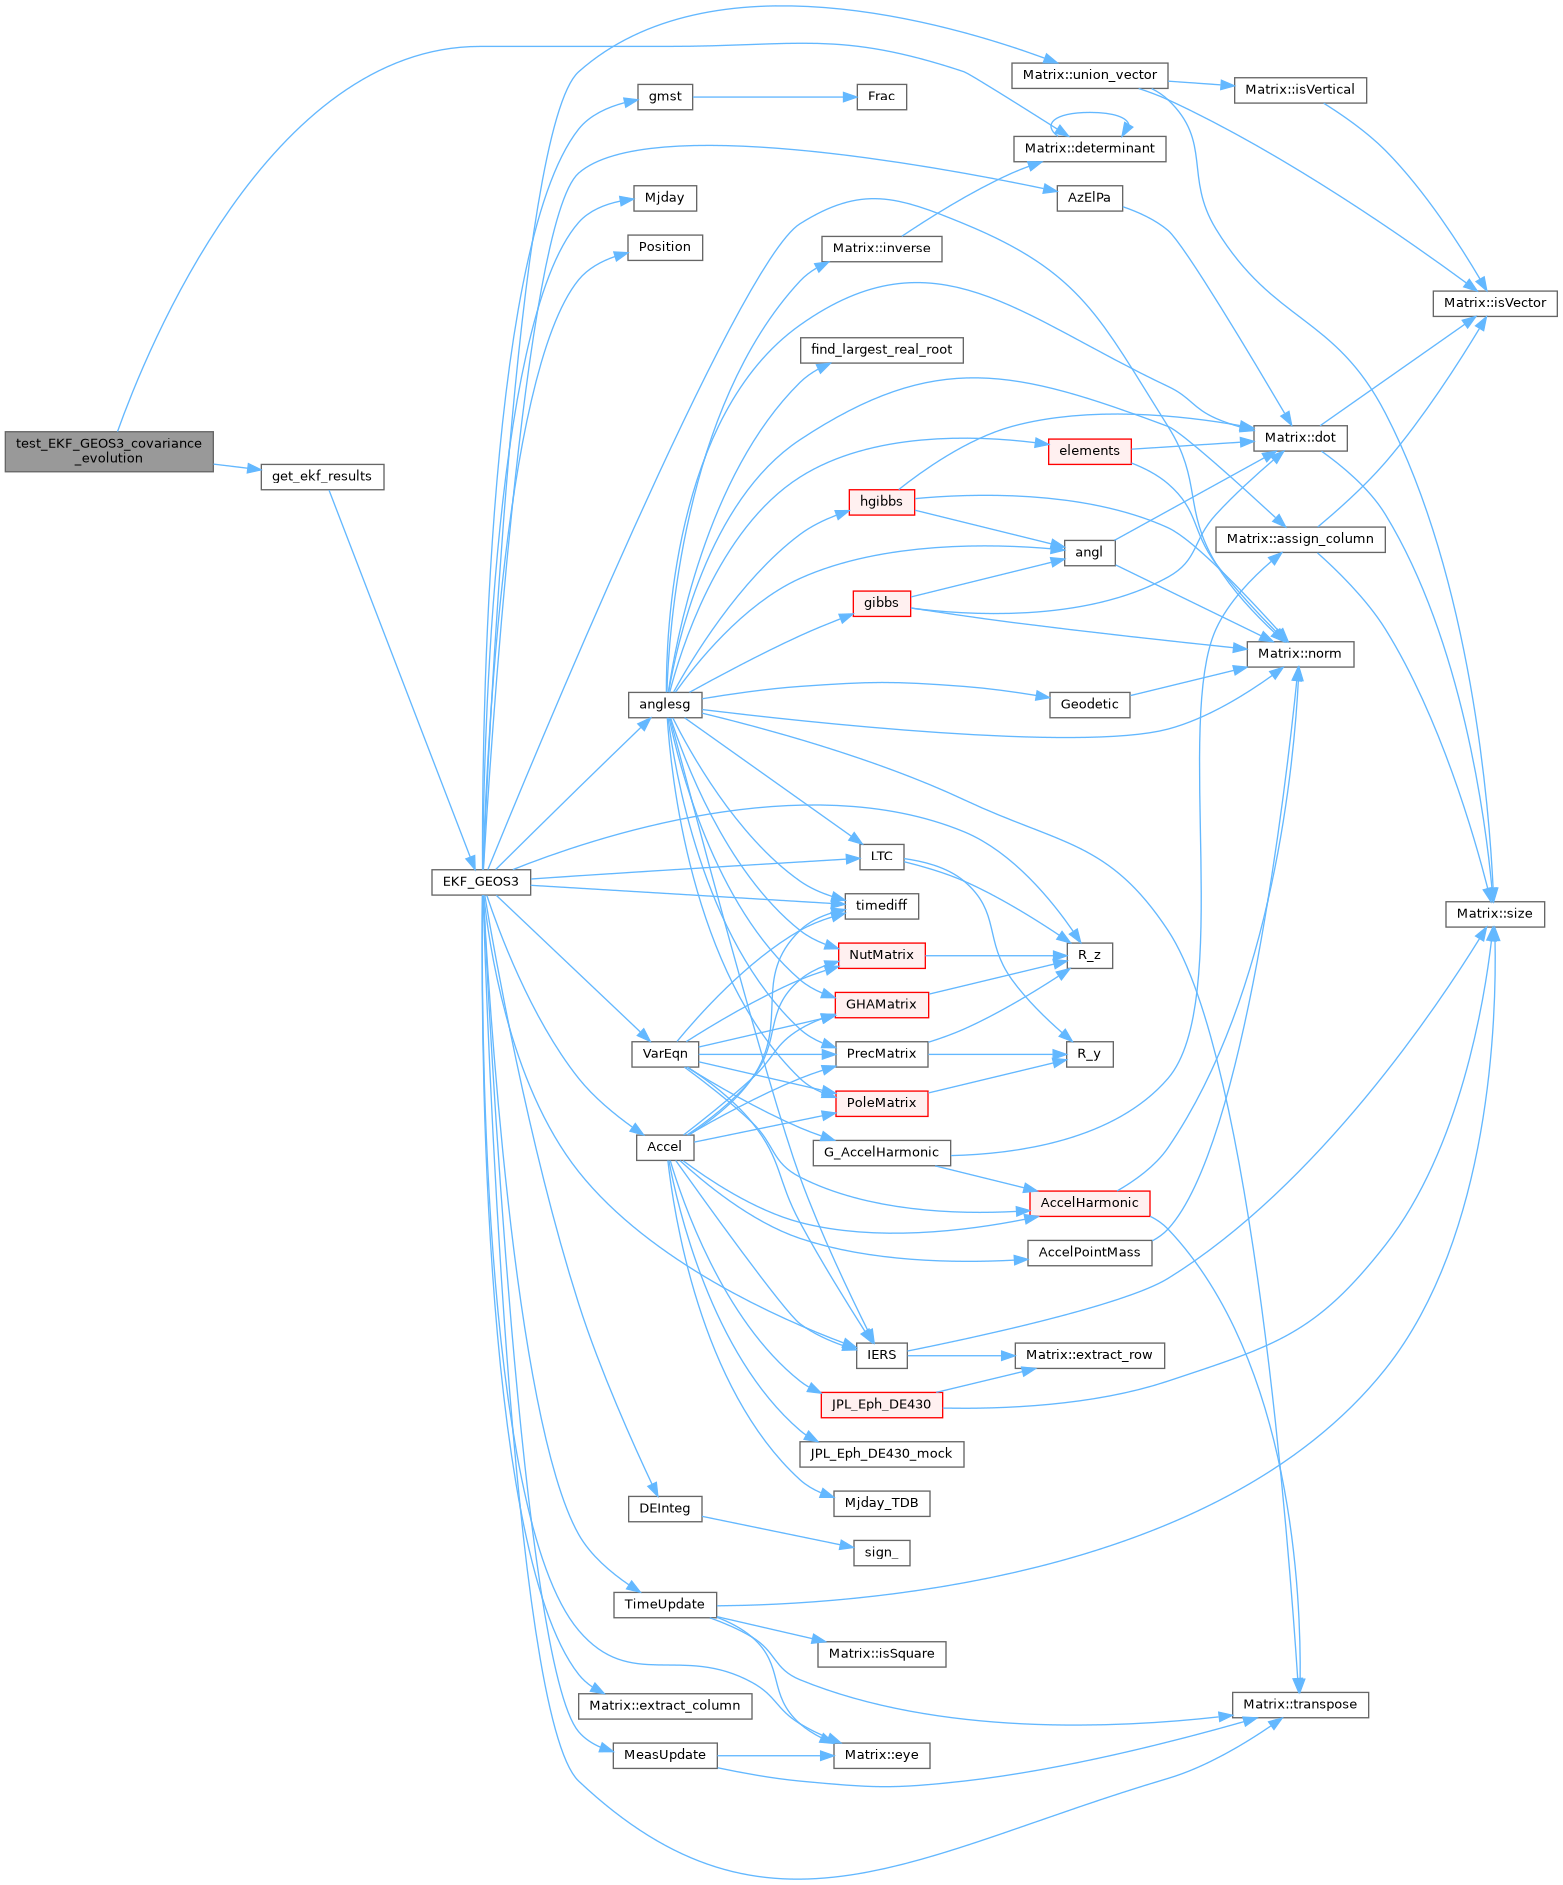 Matrix::union_vector
Matrix::isVertical
gmst
Frac
Matrix::determinant
Mjday
AzElPa
Position
Matrix::inverse
Matrix::isVector
find_largest_real_root
test_EKF_GEOS3_covariance
_evolution
Matrix::dot
elements
get_ekf_results
hgibbs
Matrix::assign_column
angl
gibbs
Matrix::norm
anglesg
Geodetic
LTC
EKF_GEOS3
timediff
Matrix::size
NutMatrix
R_z
GHAMatrix
VarEqn
PrecMatrix
R_y
PoleMatrix
Accel
G_AccelHarmonic
AccelHarmonic
AccelPointMass
IERS
Matrix::extract_row
JPL_Eph_DE430
JPL_Eph_DE430_mock
Mjday_TDB
DEInteg
sign_
TimeUpdate
Matrix::isSquare
Matrix::extract_column
Matrix::transpose
MeasUpdate
Matrix::eye